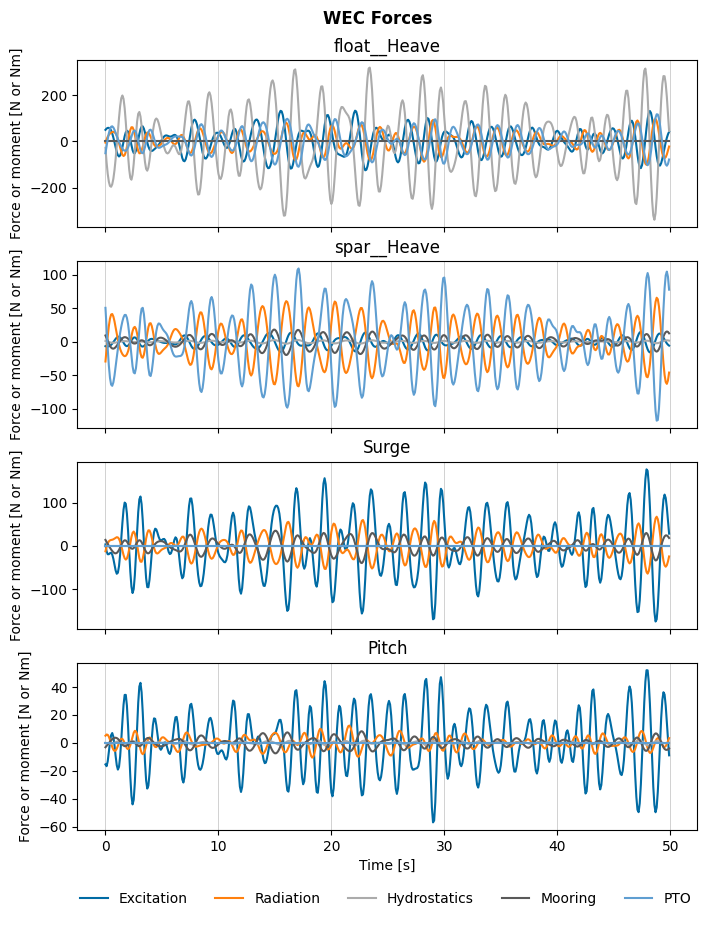 WEC Forces
float__Heave
Force or moment [N or Nm]
200
0
−200
spar__Heave
Force or moment [N or Nm]
100
50
0
−50
−100
Surge
Force or moment [N or Nm]
100
0
−100
Pitch
Force or moment [N or Nm]
40
20
0
−20
−40
−60
0 10 20 30 40 50
Time [s]
Excitation Radiation Hydrostatics Mooring PTO